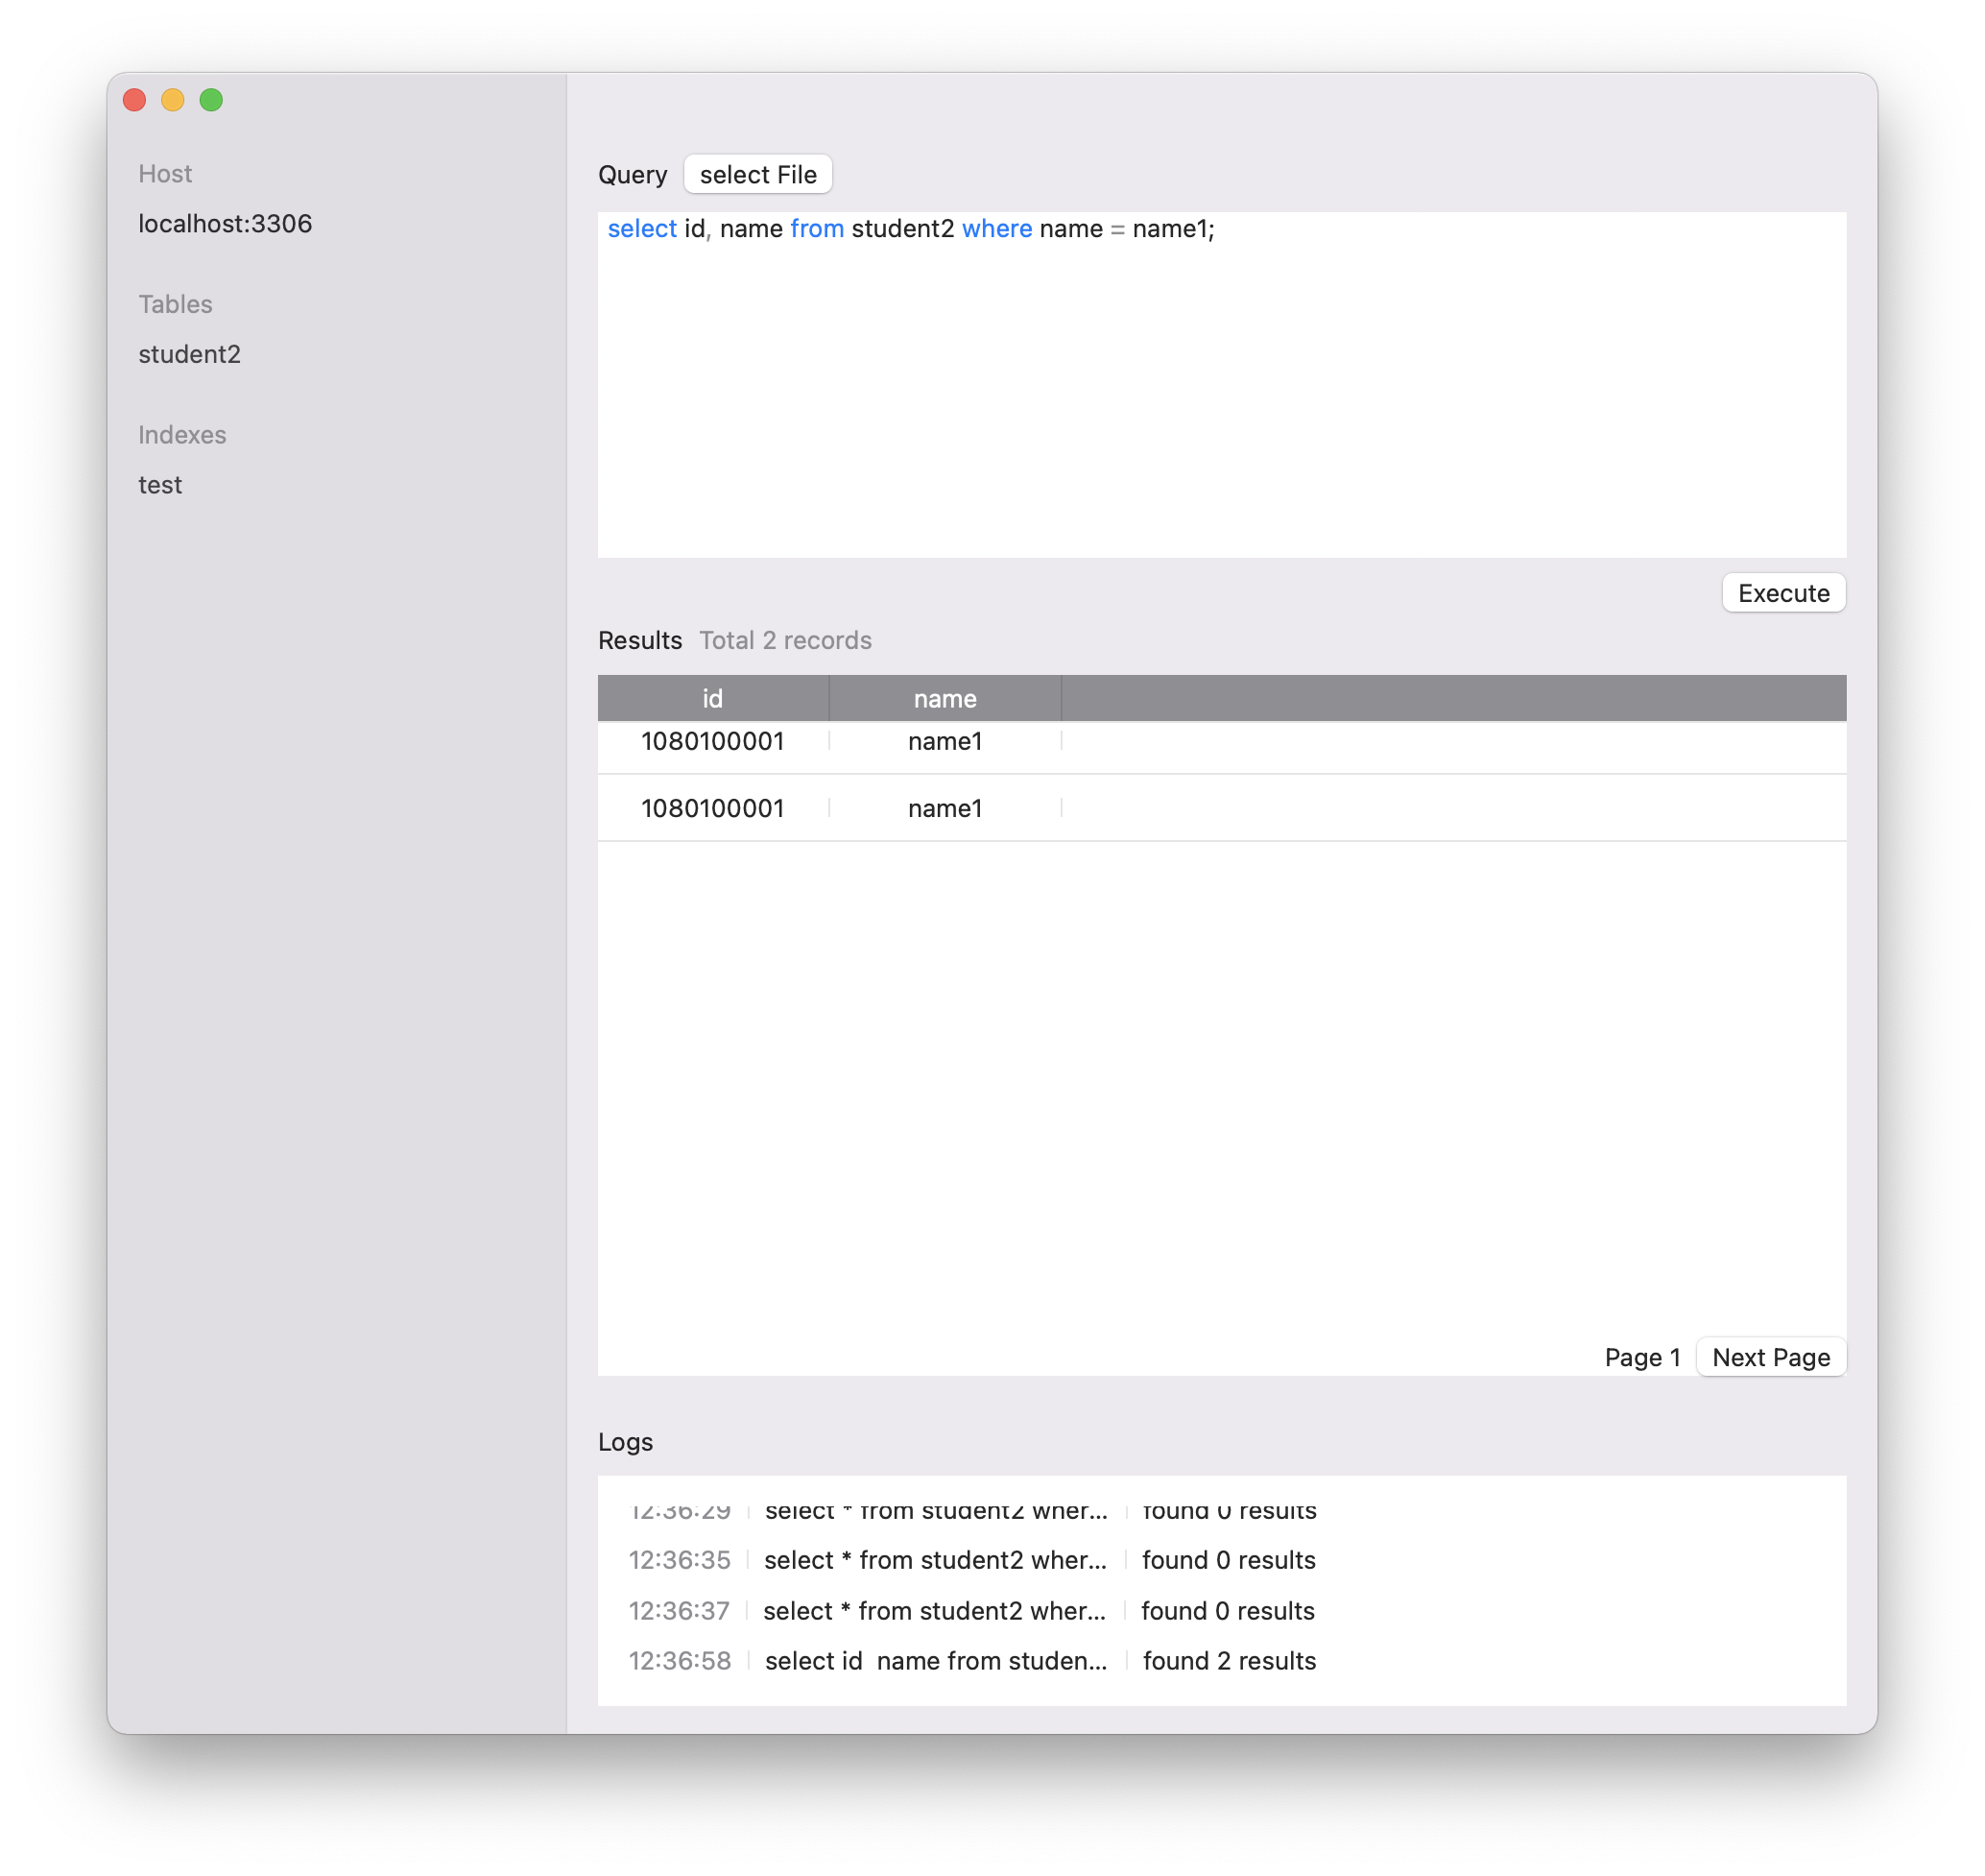 Host
localhost:3306
Tables
student2
Indexes
test
Query select File
select id, name from student2 where name = name1;
Execute
Results Total 2 records
id name
1080100001 name1
1080100001 name1
Page 1 Next Page
Logs
12:36:29 select * from student2 wher... found 0 results
12:36:35 select * from student2 wher... found 0 results
12:36:37 select * from student2 wher... found 0 results
12:36:58 select id  name from studen... found 2 results